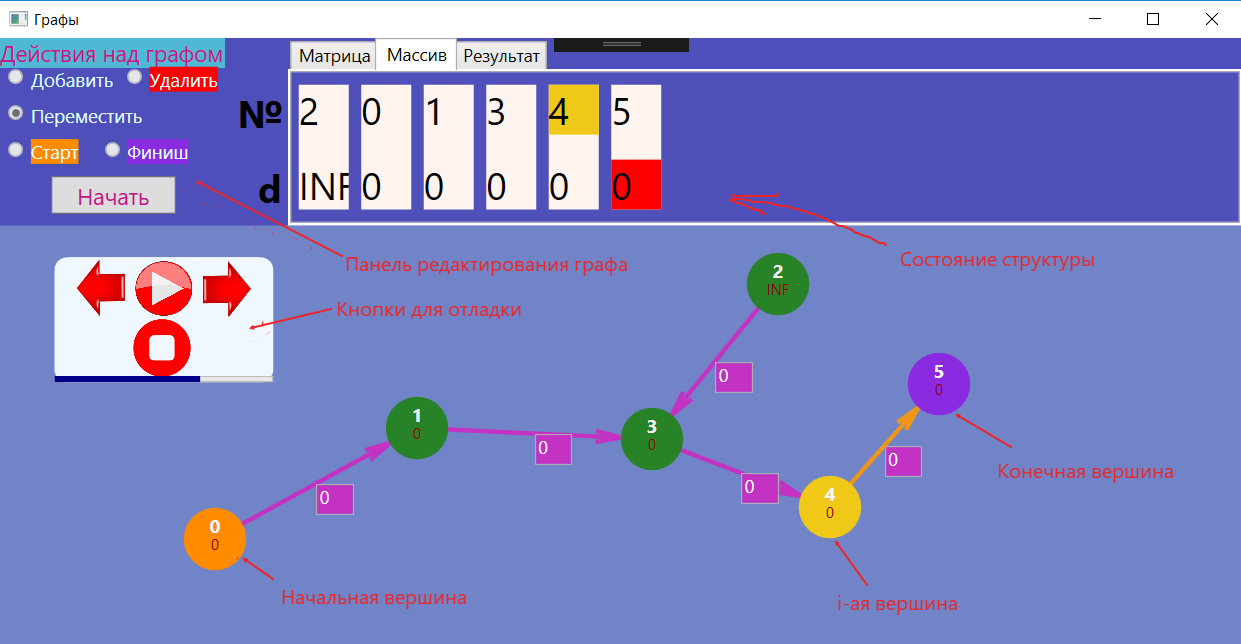 Графы
Действия над графом
Добавить Удалить
Переместить
Старт Финиш
Начать
Матрица Массив Результат
№ 2 0 1 3 4 5
d INF 0 0 0 0 0
Панель редактирования графа
Состояние структуры
Кнопки для отладки
2
INF
0
5
0
1
0
0
3
0
0
Конечная вершина
0
0
4
0
0
0
Начальная вершина
i-ая вершина